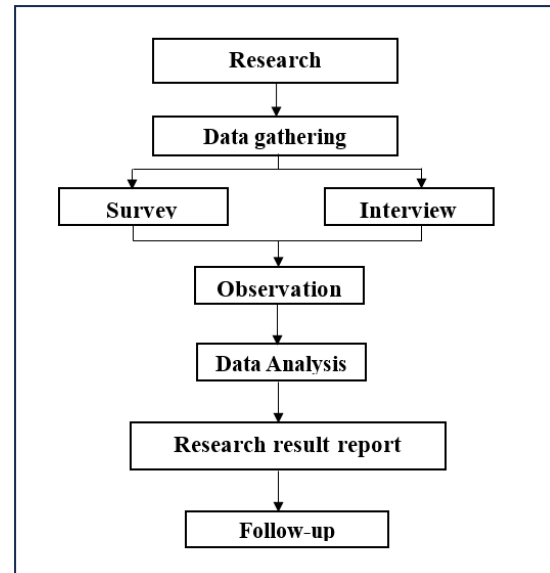 Research
Data gathering
Survey
Interview
Observation
Data Analysis
Research result report
Follow-up